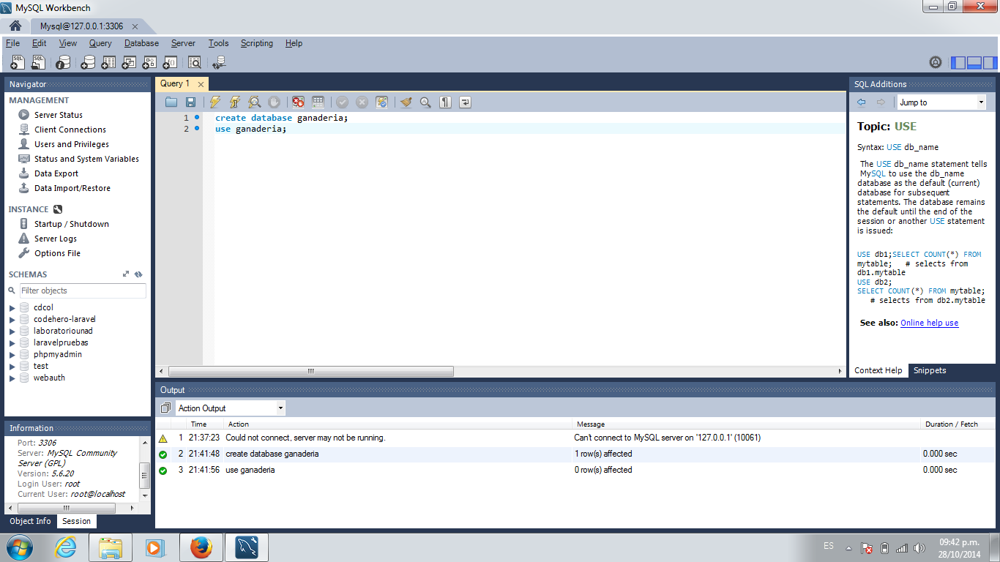 MySQL Workbench
Mysql@127.0.0.1:3306
File Edit View Query Database Server Tools Scripting Help
Navigator
MANAGEMENT
Server Status
Client Connections
Users and Privileges
Status and System Variables
Data Export
Data Import/Restore
INSTANCE
Startup / Shutdown
Server Logs
Options File
SCHEMAS
Filter objects
cdcol
codehero-laravel
laboratoriounad
laravelpruebas
phpmyadmin
test
webauth
Information
Port: 3306
Server: MySQL Community
Server (GPL)
Version: 5.6.20
Login User: root
Current User: root@localhost
Object Info Session
Query 1
1 create database ganaderia;
2 use ganaderia;
SQL Additions
Jump to
Topic: USE
Syntax: USE db_name
The USE db_name statement tells
MySQL to use the db_name
database as the default (current)
database for subsequent
statements. The database remains
the default until the end of the
session or another USE statement
is issued:
USE db1;SELECT COUNT(*) FROM
mytable; # selects from
db1.mytable
USE db2;
SELECT COUNT(*) FROM mytable;
# selects from db2.mytable
See also: Online help use
Context Help Snippets
Output
Action Output
Time Action Message Duration / Fetch
1 21:37:23 Could not connect, server may not be running. Can't connect to MySQL server on '127.0.0.1' (10061)
2 21:41:48 create database ganaderia 1 row(s) affected 0.000 sec
3 21:41:56 use ganaderia 0 row(s) affected 0.000 sec
ES
09:42 p.m.
28/10/2014